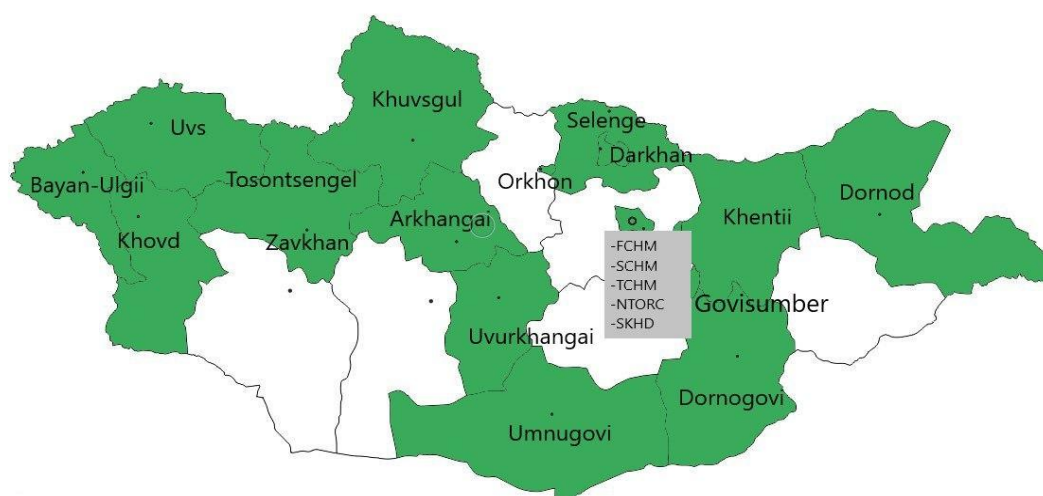 Khuvsgul
Selenge
Uvs
Darkhan
Tosontsengel
Orkhon
Bayan-Ulgii
Dornod
Arkhangai
Khentii
Khovd
Zavkhan
-FCHM
-SCHM
-TCHM
-NTORC
-SKHD
Govisumber
Uvurkhangai
Dornogovi
Umnugovi